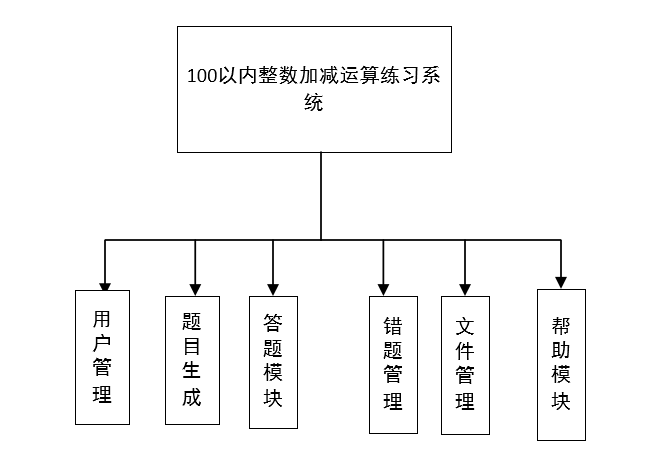 100以内整数加减运算练习系
统
用户管理
题目生成
答题模块
错题管理
文件管理
帮助模块